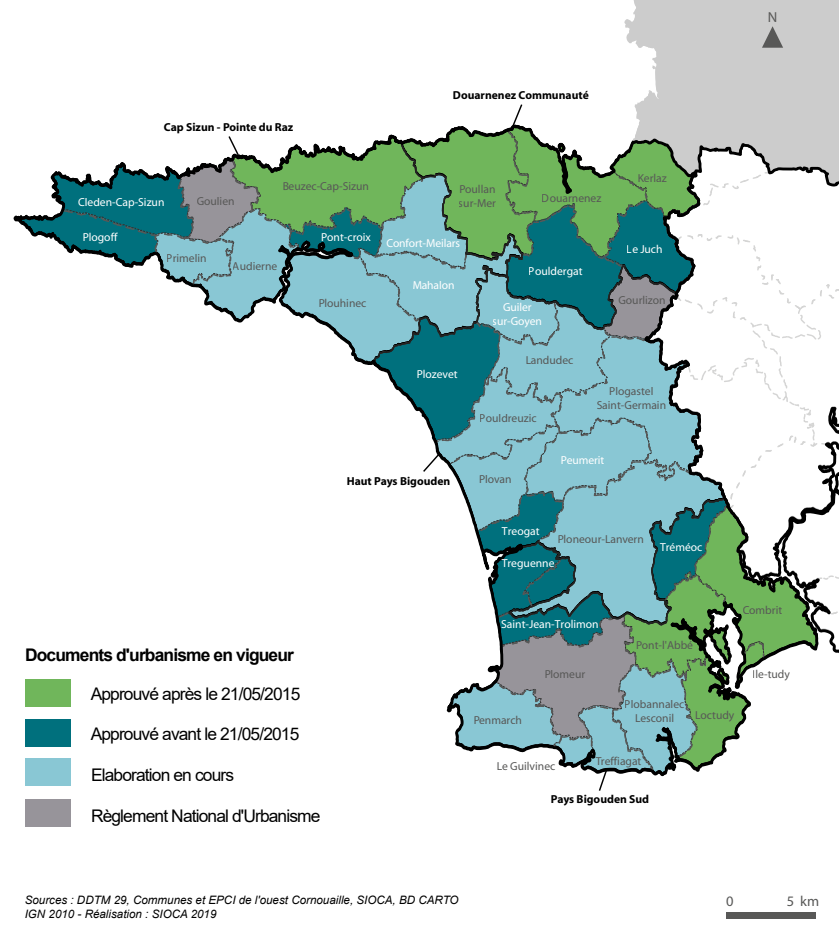 N
Douarnenez Communauté
Cap Sizun - Pointe du Raz
Kerlaz
Beuzec-Cap-Sizun
Poullan
sur-Mer
Douarnenez
Cleden-Cap-Sizun
Goulien
Plogoff
Pont-croix
Confort-Meilars
Le Juch
Primelin
Audierne
Pouldergat
Mahalon
Plouhinec
Gourlizon
Guiler
sur-Goyen
Landudec
Plozevet
Plogastel
Saint-Germain
Pouldreuzic
Peumerit
Haut Pays Bigouden
Plovan
Treogat
Ploneour-Lanvern
Tréméoc
Treguenne
Combrit
Saint-Jean-Trolimon
Pont-l'Abbé
Plomeur
Ile-tudy
Plobannalec
Lesconil
Loctudy
Penmarch
Le Guilvinec
Treffiagat
Pays Bigouden Sud
Documents d'urbanisme en vigueur
Approuvé après le 21/05/2015
Approuvé avant le 21/05/2015
Elaboration en cours
Règlement National d'Urbanisme
Sources : DDTM 29, Communes et EPCI de l'ouest Cornouaille, SIOCA, BD CARTO
IGN 2010 - Réalisation : SIOCA 2019
0 5 km